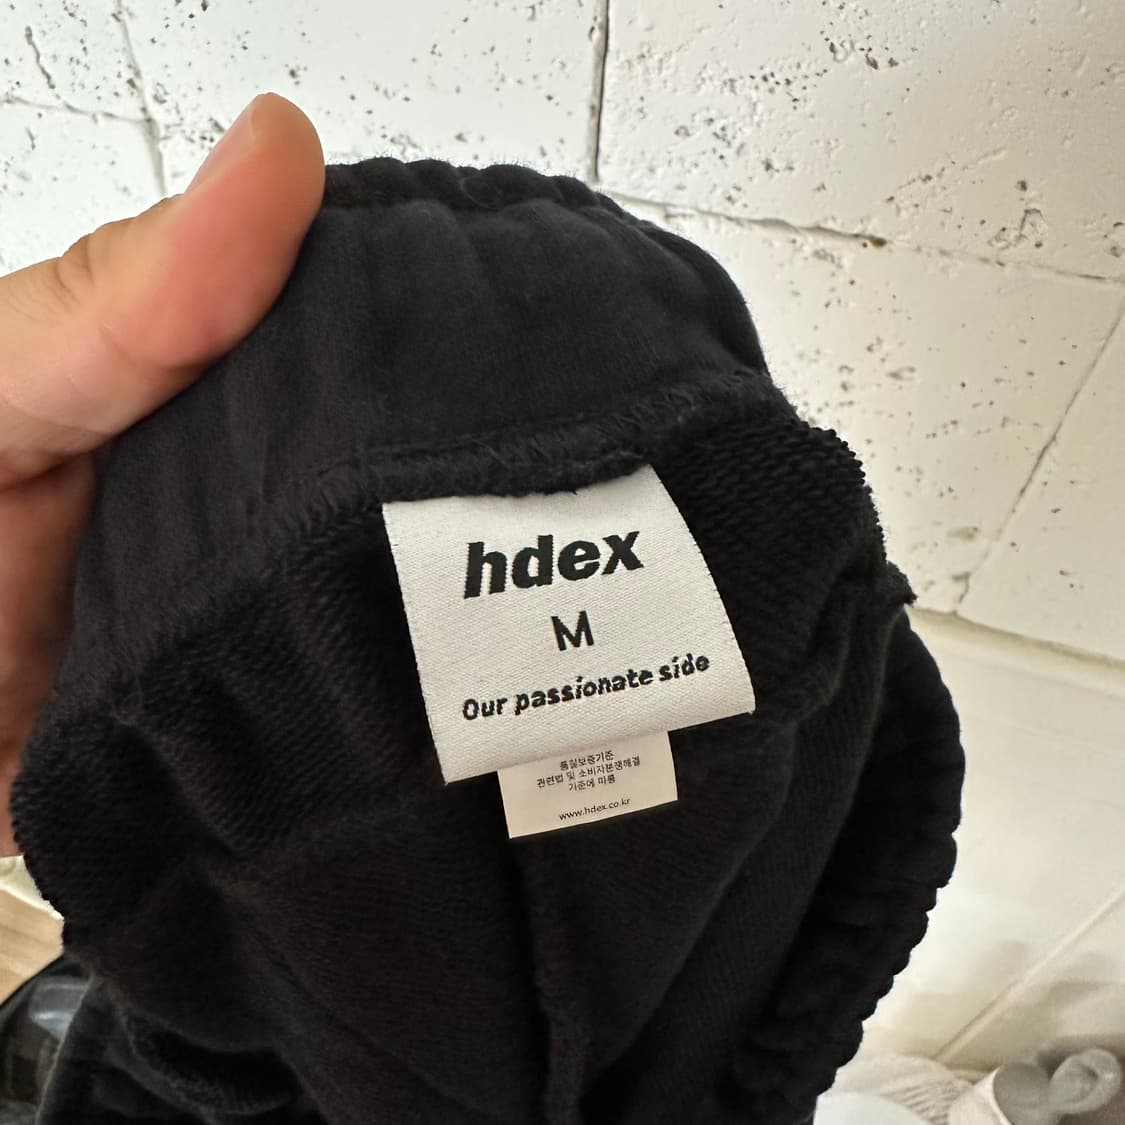 hdex
M
Our passionate side
품질보증기준
관련법 및 소비자분쟁해결
기준에 따름
www.hdex.co.kr